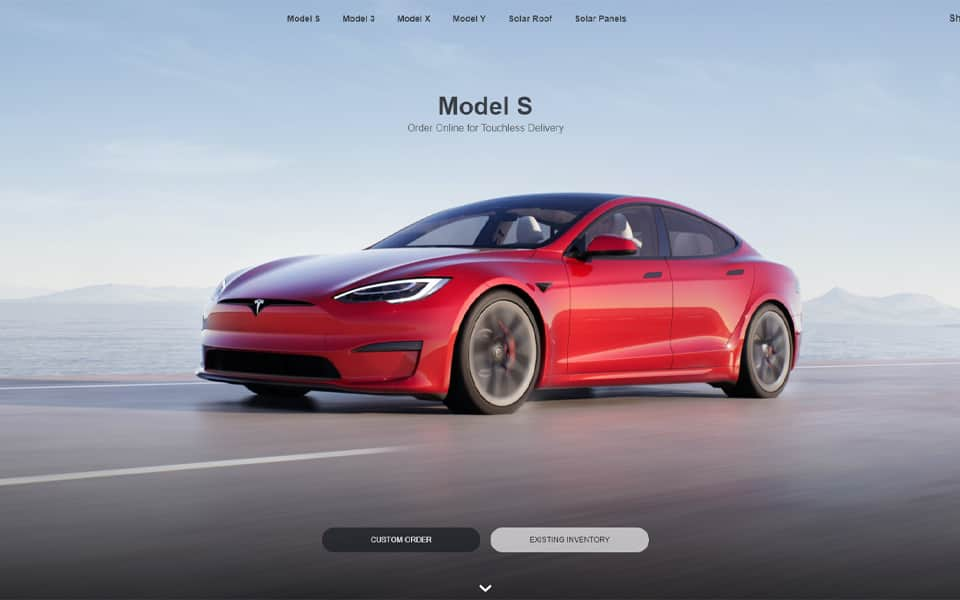 Model S Model 3 Model X Model Y Solar Roof Solar Panels
Model S
Order Online for Touchless Delivery
CUSTOM ORDER EXISTING INVENTORY